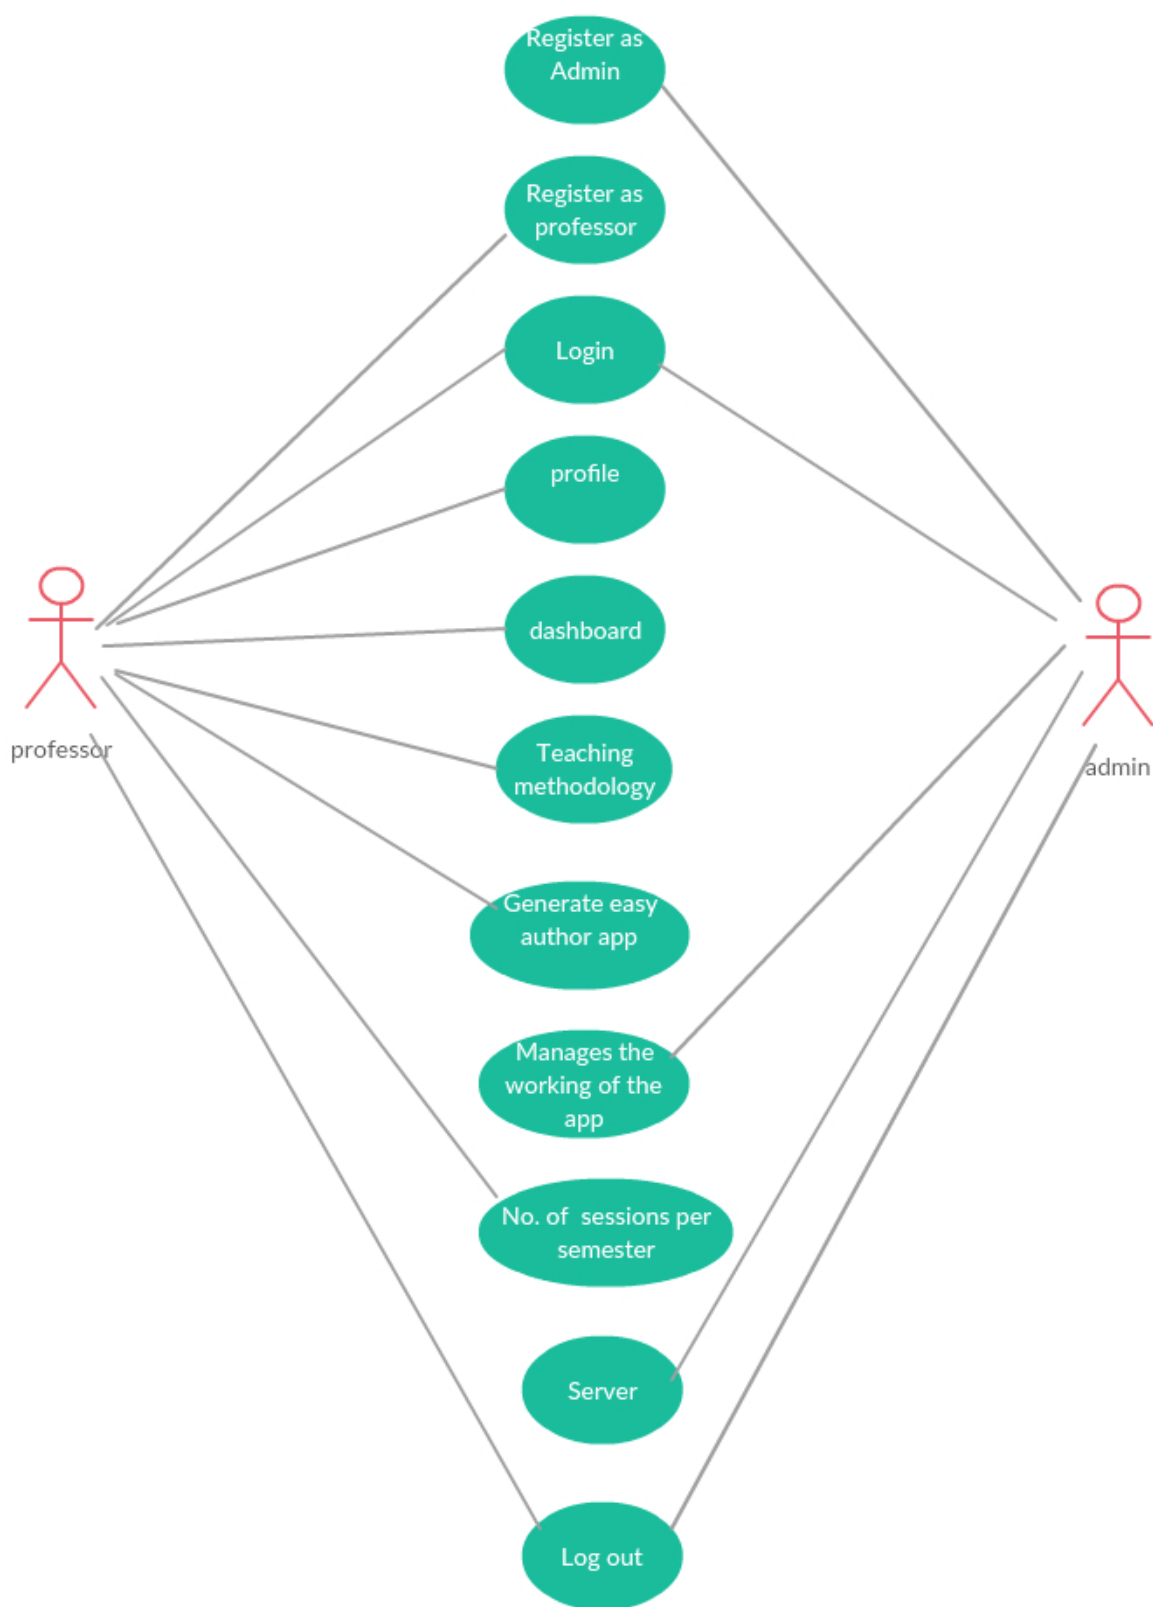 Register as
Admin
Register as
professor
Login
profile
dashboard
professor
Teaching
methodology
admin
Generate easy
author app
Manages the
working of the
app
No. of  sessions per
semester
Server
Log out